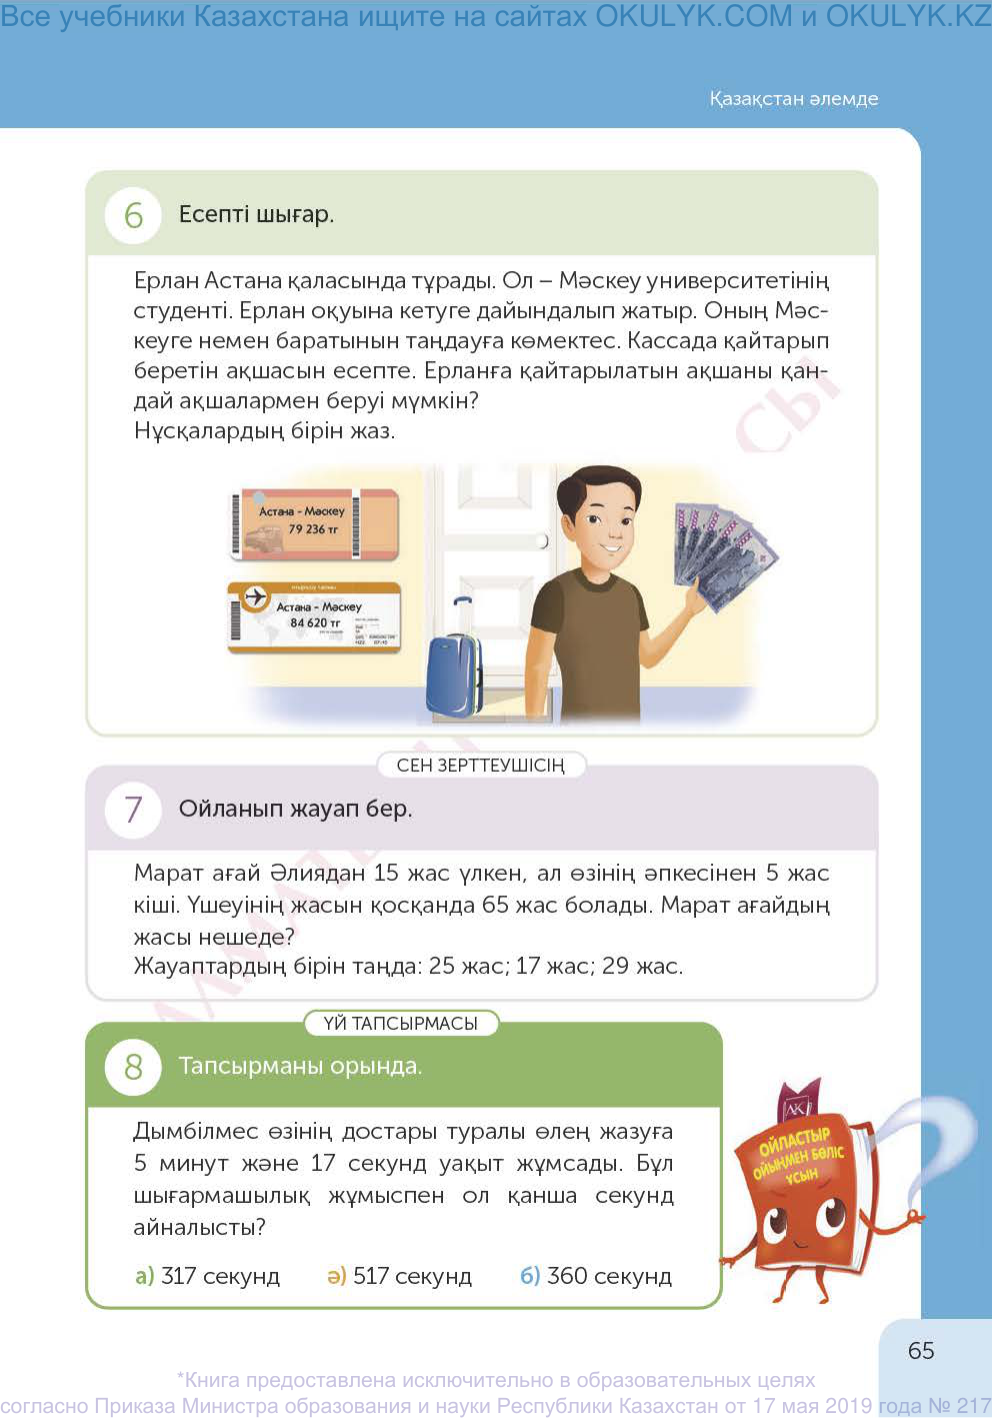 Все учебники Казахстана ищите на сайтах OKULYK.COM и OKULYK.KZ
Қазақстан әлемде
6 Есепті шығар.
Ерлан Астана қаласында тұрады. Ол – Мәскеу университетінің
студенті. Ерлан оқуына кетуге дайындалып жатыр. Оның Мәс-
кеуге немен баратынын таңдауға көмектес. Кассада қайтарып
беретін ақшасын есепте. Ерланға қайтарылатын ақшаны қан-
дай ақшалармен беруі мүмкін?
Нұсқалардың бірін жаз.
Астана - Мәскеу
79 236 тг
Астана - Мәскеу
84 620 тг
СЕН ЗЕРТТЕУШІСІҢ
7 Ойланып жауап бер.
Марат ағай Әлиядан 15 жас үлкен, ал өзінің әпкесінен 5 жас
кіші. Үшеуінің жасын қосқанда 65 жас болады. Марат ағайдың
жасы нешеде?
Жауаптардың бірін таңда: 25 жас; 17 жас; 29 жас.
ҮЙ ТАПСЫРМАСЫ
8 Тапсырманы орында.
Дымбілмес өзінің достары туралы өлең жазуға
5 минут және 17 секунд уақыт жұмсады. Бұл
шығармашылық жұмыспен ол қанша секунд
айналысты?
а) 317 секунд ә) 517 секунд б) 360 секунд
АК
ОЙЛАСТЫР
ОЙЫҢМЕН БӨЛІС
ҰСЫН
65
*Книга предоставлена исключительно в образовательных целях
согласно Приказа Министра образования и науки Республики Казахстан от 17 мая 2019 года № 217